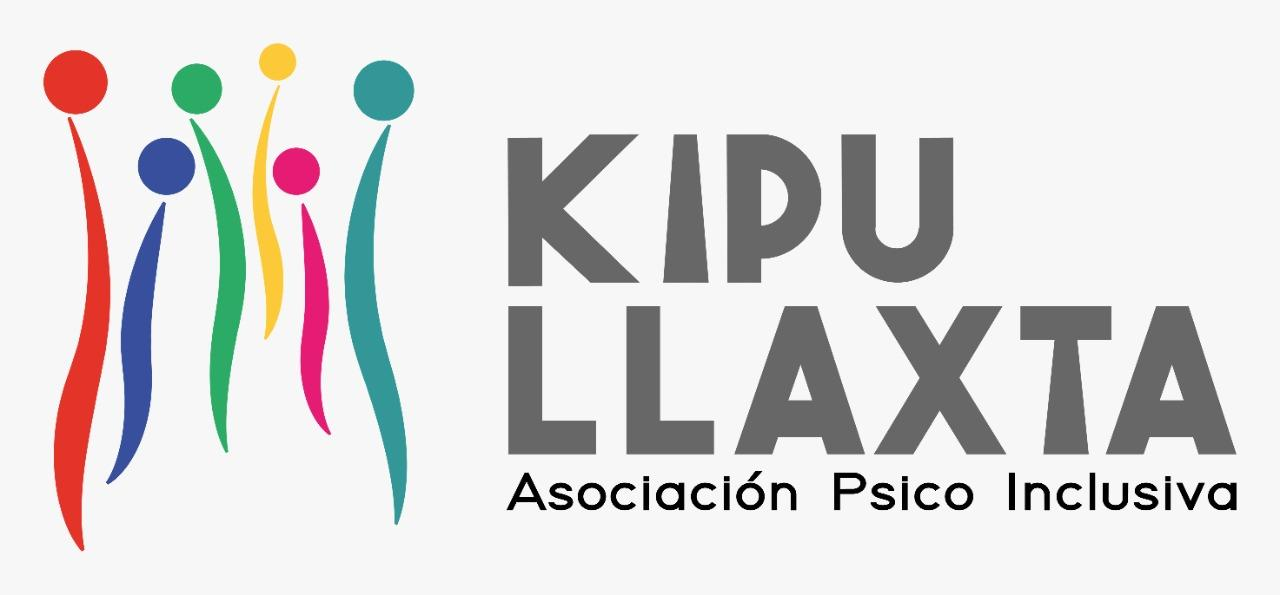 KIPU
LLAXTA
Asociación Psico Inclusiva